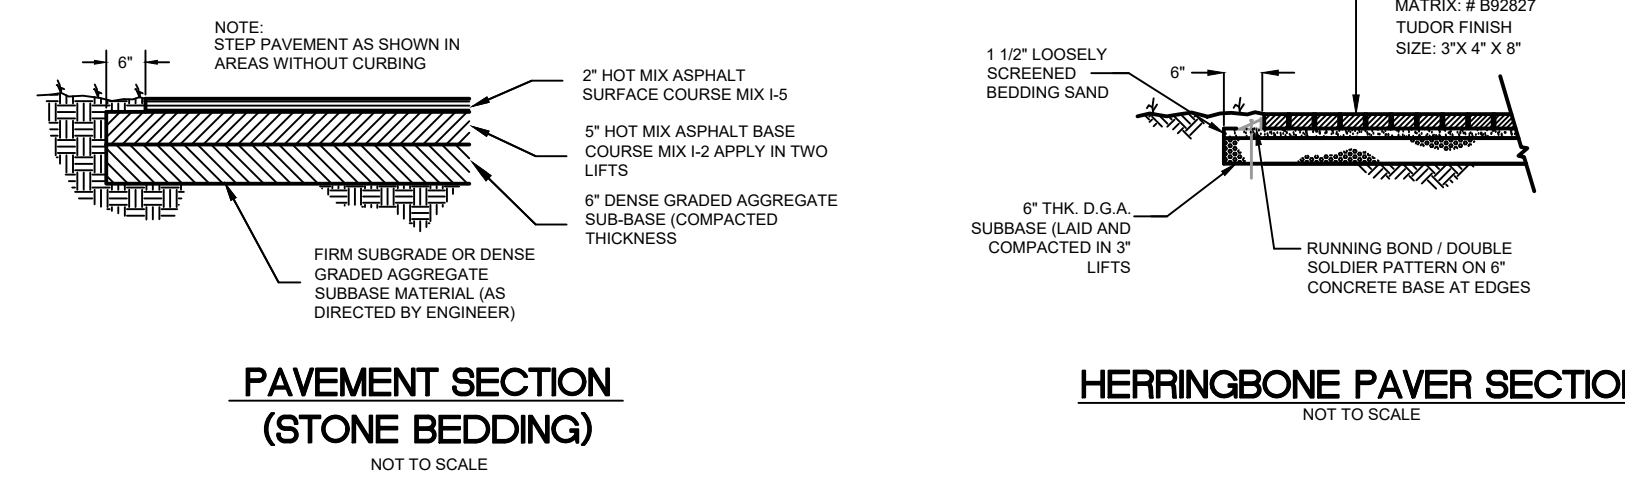 NOTE:
STEP PAVEMENT AS SHOWN IN
AREAS WITHOUT CURBING
6"
2" HOT MIX ASPHALT
SURFACE COURSE MIX I-5
5" HOT MIX ASPHALT BASE
COURSE MIX I-2 APPLY IN TWO
LIFTS
6" DENSE GRADED AGGREGATE
SUB-BASE (COMPACTED
THICKNESS
FIRM SUBGRADE OR DENSE
GRADED AGGREGATE
SUBBASE MATERIAL (AS
DIRECTED BY ENGINEER)
PAVEMENT SECTION
(STONE BEDDING)
NOT TO SCALE
MATRIX: # B92827
TUDOR FINISH
SIZE: 3"X 4" X 8"
1 1/2" LOOSELY
SCREENED
BEDDING SAND
6"
6" THK. D.G.A.
SUBBASE (LAID AND
COMPACTED IN 3"
LIFTS
RUNNING BOND / DOUBLE
SOLDIER PATTERN ON 6"
CONCRETE BASE AT EDGES
HERRINGBONE PAVER SECTION
NOT TO SCALE